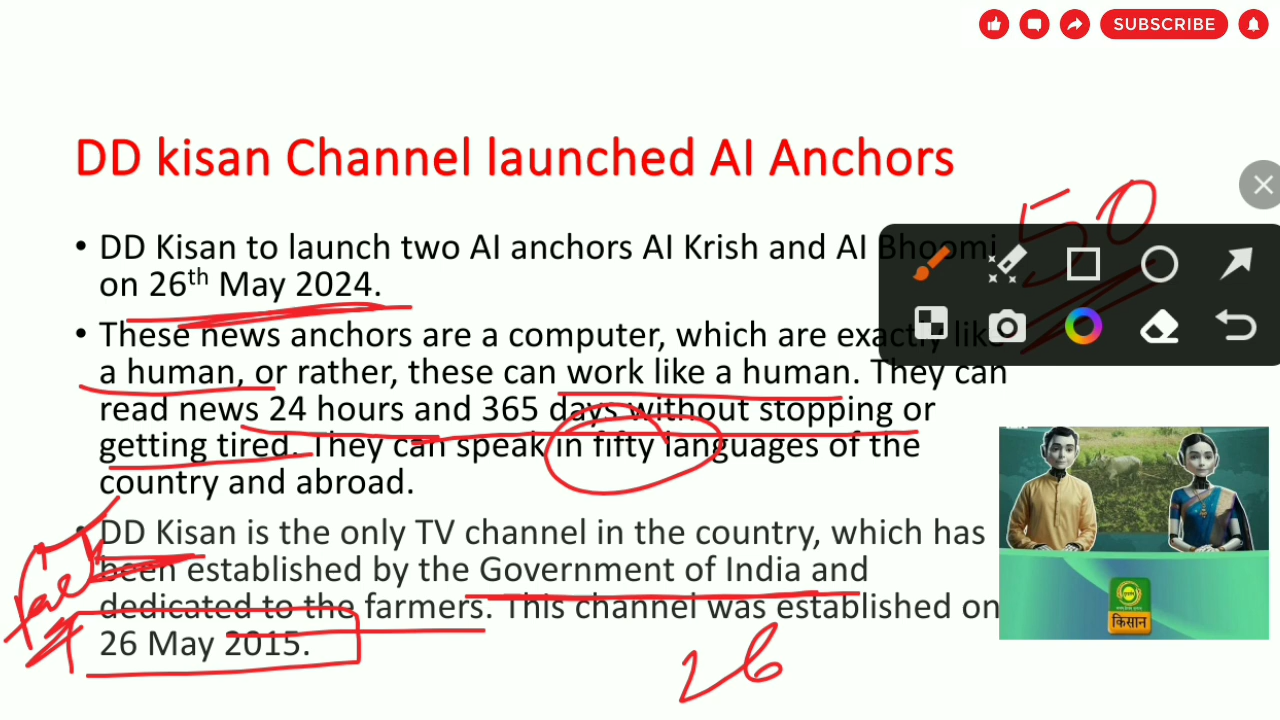 SUBSCRIBE
DD kisan Channel launched AI Anchors
50
• DD Kisan to launch two AI anchors AI Krish and AI Bhoomi
on 26th May 2024.
• These news anchors are a computer, which are exactly like
a human, or rather, these can work like a human. They can
read news 24 hours and 365 days without stopping or
getting tired. They can speak in fifty languages of the
country and abroad.
• DD Kisan is the only TV channel in the country, which has
been established by the Government of India and
dedicated to the farmers. This channel was established on
26 May 2015.
किसान
26